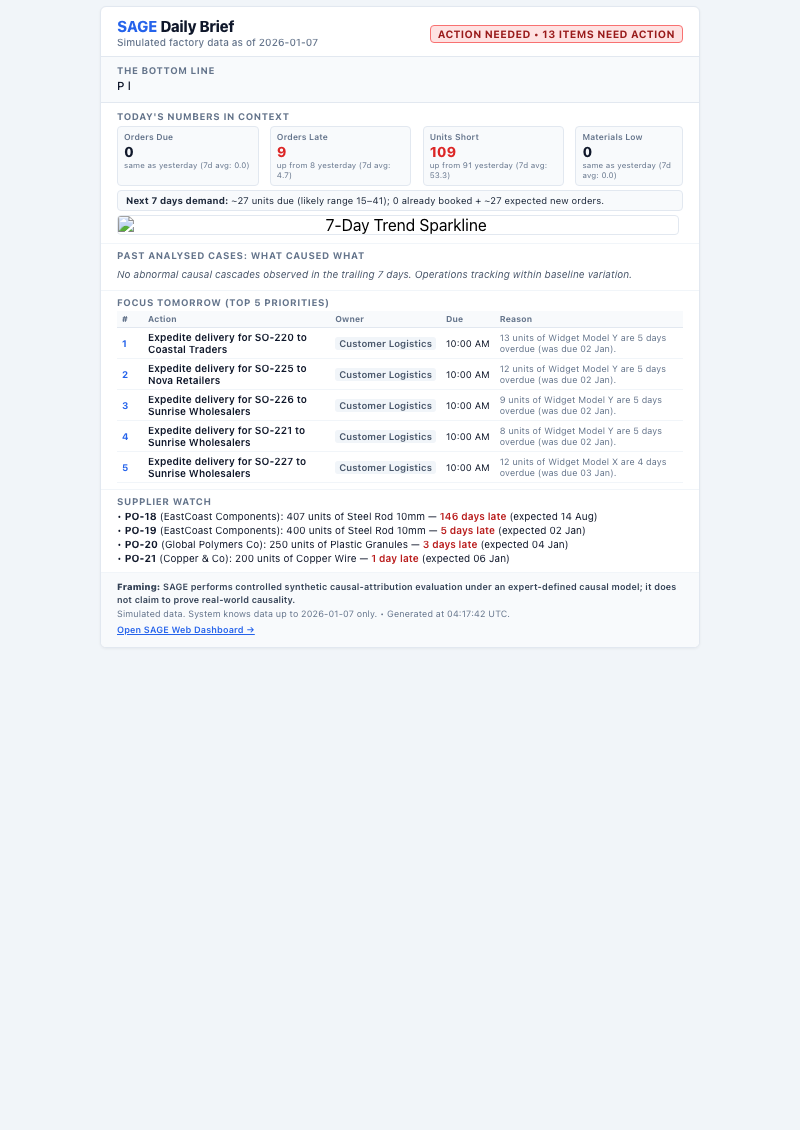 SAGE Daily Brief
Simulated factory data as of 2026-01-07
ACTION NEEDED • 13 ITEMS NEED ACTION
THE BOTTOM LINE
P I
TODAY'S NUMBERS IN CONTEXT
Orders Due
0
same as yesterday (7d avg: 0.0)
Orders Late
9
up from 8 yesterday (7d avg:
4.7)
Units Short
109
up from 91 yesterday (7d avg:
53.3)
Materials Low
0
same as yesterday (7d
avg: 0.0)
Next 7 days demand: ~27 units due (likely range 15–41); 0 already booked + ~27 expected new orders.
7-Day Trend Sparkline
PAST ANALYSED CASES: WHAT CAUSED WHAT
No abnormal causal cascades observed in the trailing 7 days. Operations tracking within baseline variation.
FOCUS TOMORROW (TOP 5 PRIORITIES)
# Action Owner Due Reason
1 Expedite delivery for SO-220 to Coastal Traders Customer Logistics 10:00 AM 13 units of Widget Model Y are 5 days overdue (was due 02 Jan).
2 Expedite delivery for SO-225 to Nova Retailers Customer Logistics 10:00 AM 12 units of Widget Model Y are 5 days overdue (was due 02 Jan).
3 Expedite delivery for SO-226 to Sunrise Wholesalers Customer Logistics 10:00 AM 9 units of Widget Model Y are 5 days overdue (was due 02 Jan).
4 Expedite delivery for SO-221 to Sunrise Wholesalers Customer Logistics 10:00 AM 8 units of Widget Model Y are 5 days overdue (was due 02 Jan).
5 Expedite delivery for SO-227 to Sunrise Wholesalers Customer Logistics 10:00 AM 12 units of Widget Model X are 4 days overdue (was due 03 Jan).
SUPPLIER WATCH
• PO-18 (EastCoast Components): 407 units of Steel Rod 10mm — 146 days late (expected 14 Aug)
• PO-19 (EastCoast Components): 400 units of Steel Rod 10mm — 5 days late (expected 02 Jan)
• PO-20 (Global Polymers Co): 250 units of Plastic Granules — 3 days late (expected 04 Jan)
• PO-21 (Copper & Co): 200 units of Copper Wire — 1 day late (expected 06 Jan)
Framing: SAGE performs controlled synthetic causal-attribution evaluation under an expert-defined causal model; it does
not claim to prove real-world causality.
Simulated data. System knows data up to 2026-01-07 only. • Generated at 04:17:42 UTC.
Open SAGE Web Dashboard →